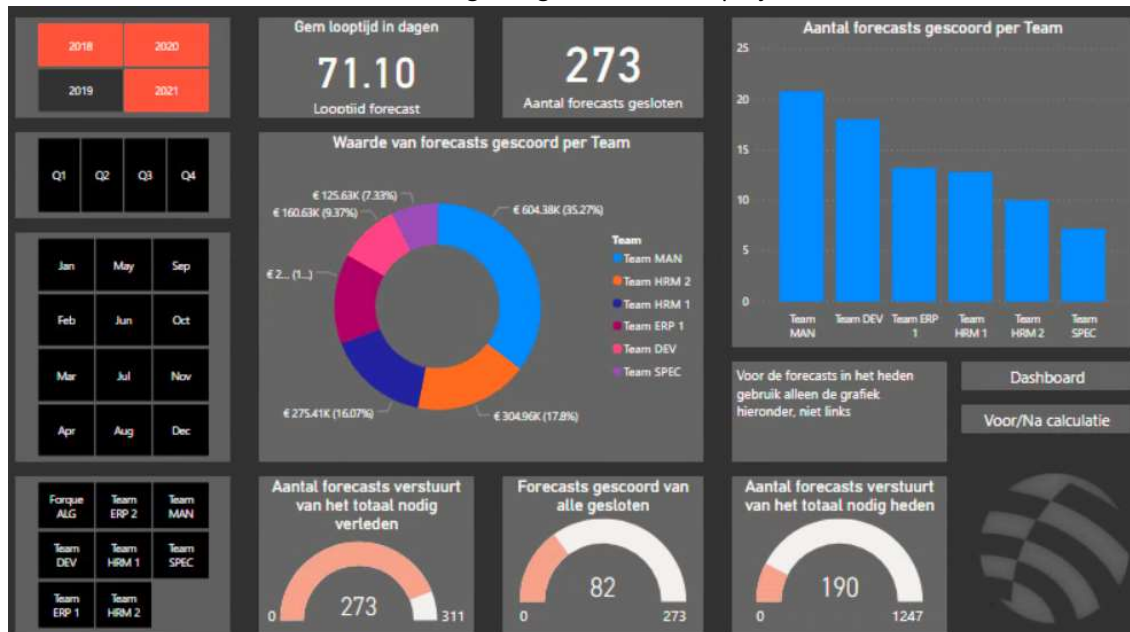 2018
2020
2019
2021
Q1
Q2
Q3
Q4
Jan
May
Sep
Feb
Jun
Oct
Mar
Jul
Nov
Apr
Aug
Dec
Forque
ALG
Team
ERP 2
Team
MAN
Team
DEV
Team
HRM 1
Team
SPEC
Team
ERP 1
Team
HRM 2
Gem looptijd in dagen
71.10
Looptijd forecast
273
Aantal forecasts gesloten
Waarde van forecasts gescoord per Team
€ 125.63K (7.33%)
€ 160.63K (9.37%)
€ 604.38K (35.27%)
€ 2... (1...)
€ 275.41K (16.07%)
€ 304.96K (17.8%)
Team
Team MAN
Team HRM 2
Team HRM 1
Team ERP 1
Team DEV
Team SPEC
Aantal forecasts gescoord per Team
25
20
15
10
5
0
Team
MAN
Team DEV
Team ERP
1
Team
HRM 1
Team
HRM 2
Team
SPEC
Voor de forecasts in het heden
gebruik alleen de grafiek
hieronder, niet links
Dashboard
Voor/Na calculatie
Aantal forecasts verstuurt
van het totaal nodig
verleden
273
0
311
Forecasts gescoord van
alle gesloten
82
0
273
Aantal forecasts verstuurt
van het totaal nodig heden
190
0
1247